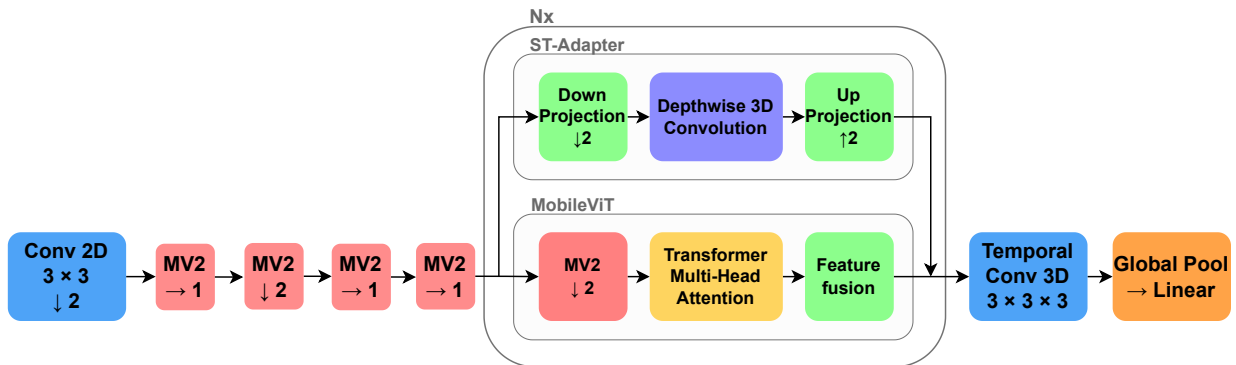 Nx
ST-Adapter
Down
Projection
↓2
Depthwise 3D
Convolution
Up
Projection
↑2
MobileViT
Conv 2D
3 × 3
↓ 2
MV2
→ 1
MV2
↓ 2
MV2
→ 1
MV2
→ 1
MV2
↓ 2
Transformer
Multi-Head
Attention
Feature
fusion
Temporal
Conv 3D
3 × 3 × 3
Global Pool
→ Linear